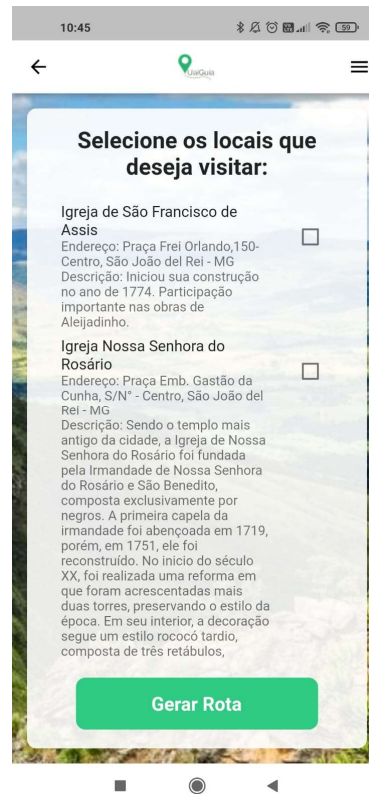 10:45
59
UaiGuia
Selecione os locais que
deseja visitar:
Igreja de São Francisco de
Assis
Endereço: Praça Frei Orlando,150-
Centro, São João del Rei - MG
Descrição: Iniciou sua construção
no ano de 1774. Participação
importante nas obras de
Aleijadinho.
Igreja Nossa Senhora do
Rosário
Endereço: Praça Emb. Gastão da
Cunha, S/N° - Centro, São João del
Rei - MG
Descrição: Sendo o templo mais
antigo da cidade, a Igreja de Nossa
Senhora do Rosário foi fundada
pela Irmandade de Nossa Senhora
do Rosário e São Benedito,
composta exclusivamente por
negros. A primeira capela da
irmandade foi abençoada em 1719,
porém, em 1751, ele foi
reconstruído. No inicio do século
XX, foi realizada uma reforma em
que foram acrescentadas mais
duas torres, preservando o estilo da
época. Em seu interior, a decoração
segue um estilo rococó tardio,
composta de três retábulos,
Gerar Rota